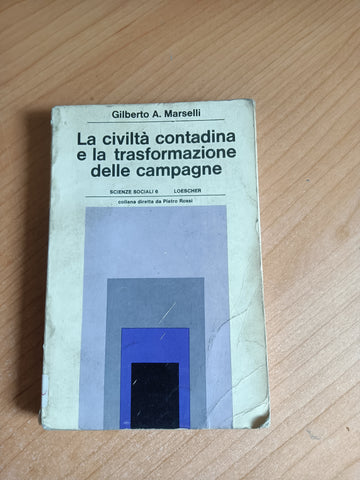 Gilberto A. Marselli
La civiltà contadina
e la trasformazione
delle campagne
SCIENZE SOCIALI 6 LOESCHER
collana diretta da Pietro Rossi